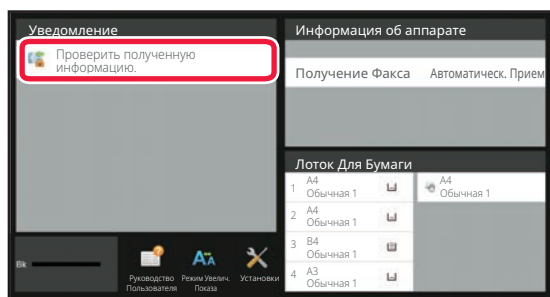 Уведомление
Проверить полученную
информацию.
Информация об аппарате
Получение Факса Автоматическ. Прием
Лоток Для Бумаги
1 A4
Обычная 1
A4
Обычная 1
2 A4
Обычная 1
3 B4
Обычная 1
4 A3
Обычная 1
Bk
Руководство
Пользователя
Режим Увелич.
Показа
Установки